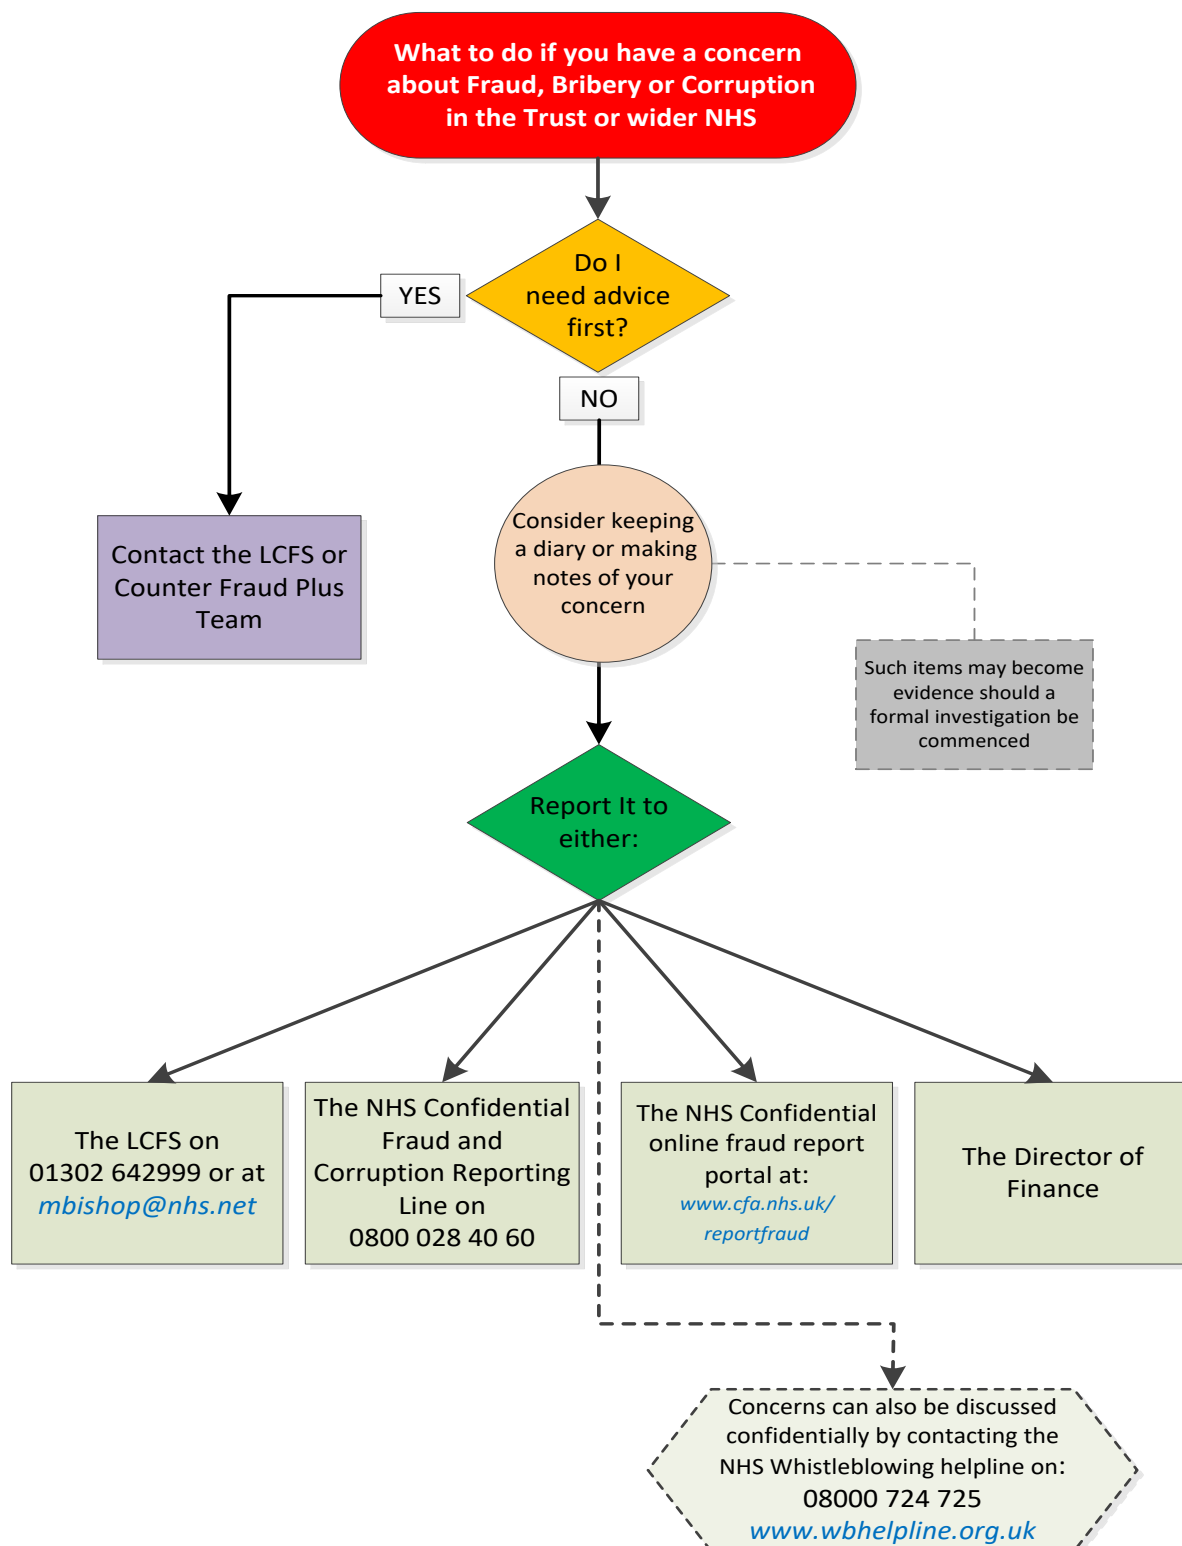 What to do if you have a concern
about Fraud, Bribery or Corruption
in the Trust or wider NHS
Do I
need advice
first?
YES
NO
Contact the LCFS or
Counter Fraud Plus
Team
Consider keeping
a diary or making
notes of your
concern
Such items may become
evidence should a
formal investigation be
commenced
Report It to
either:
The LCFS on
01302 642999 or at
mbishop@nhs.net
The NHS Confidential
Fraud and
Corruption Reporting
Line on
0800 028 40 60
The NHS Confidential
online fraud report
portal at:
www.cfa.nhs.uk/
reportfraud
The Director of
Finance
Concerns can also be discussed
confidentially by contacting the
NHS Whistleblowing helpline on:
08000 724 725
www.wbhelpline.org.uk